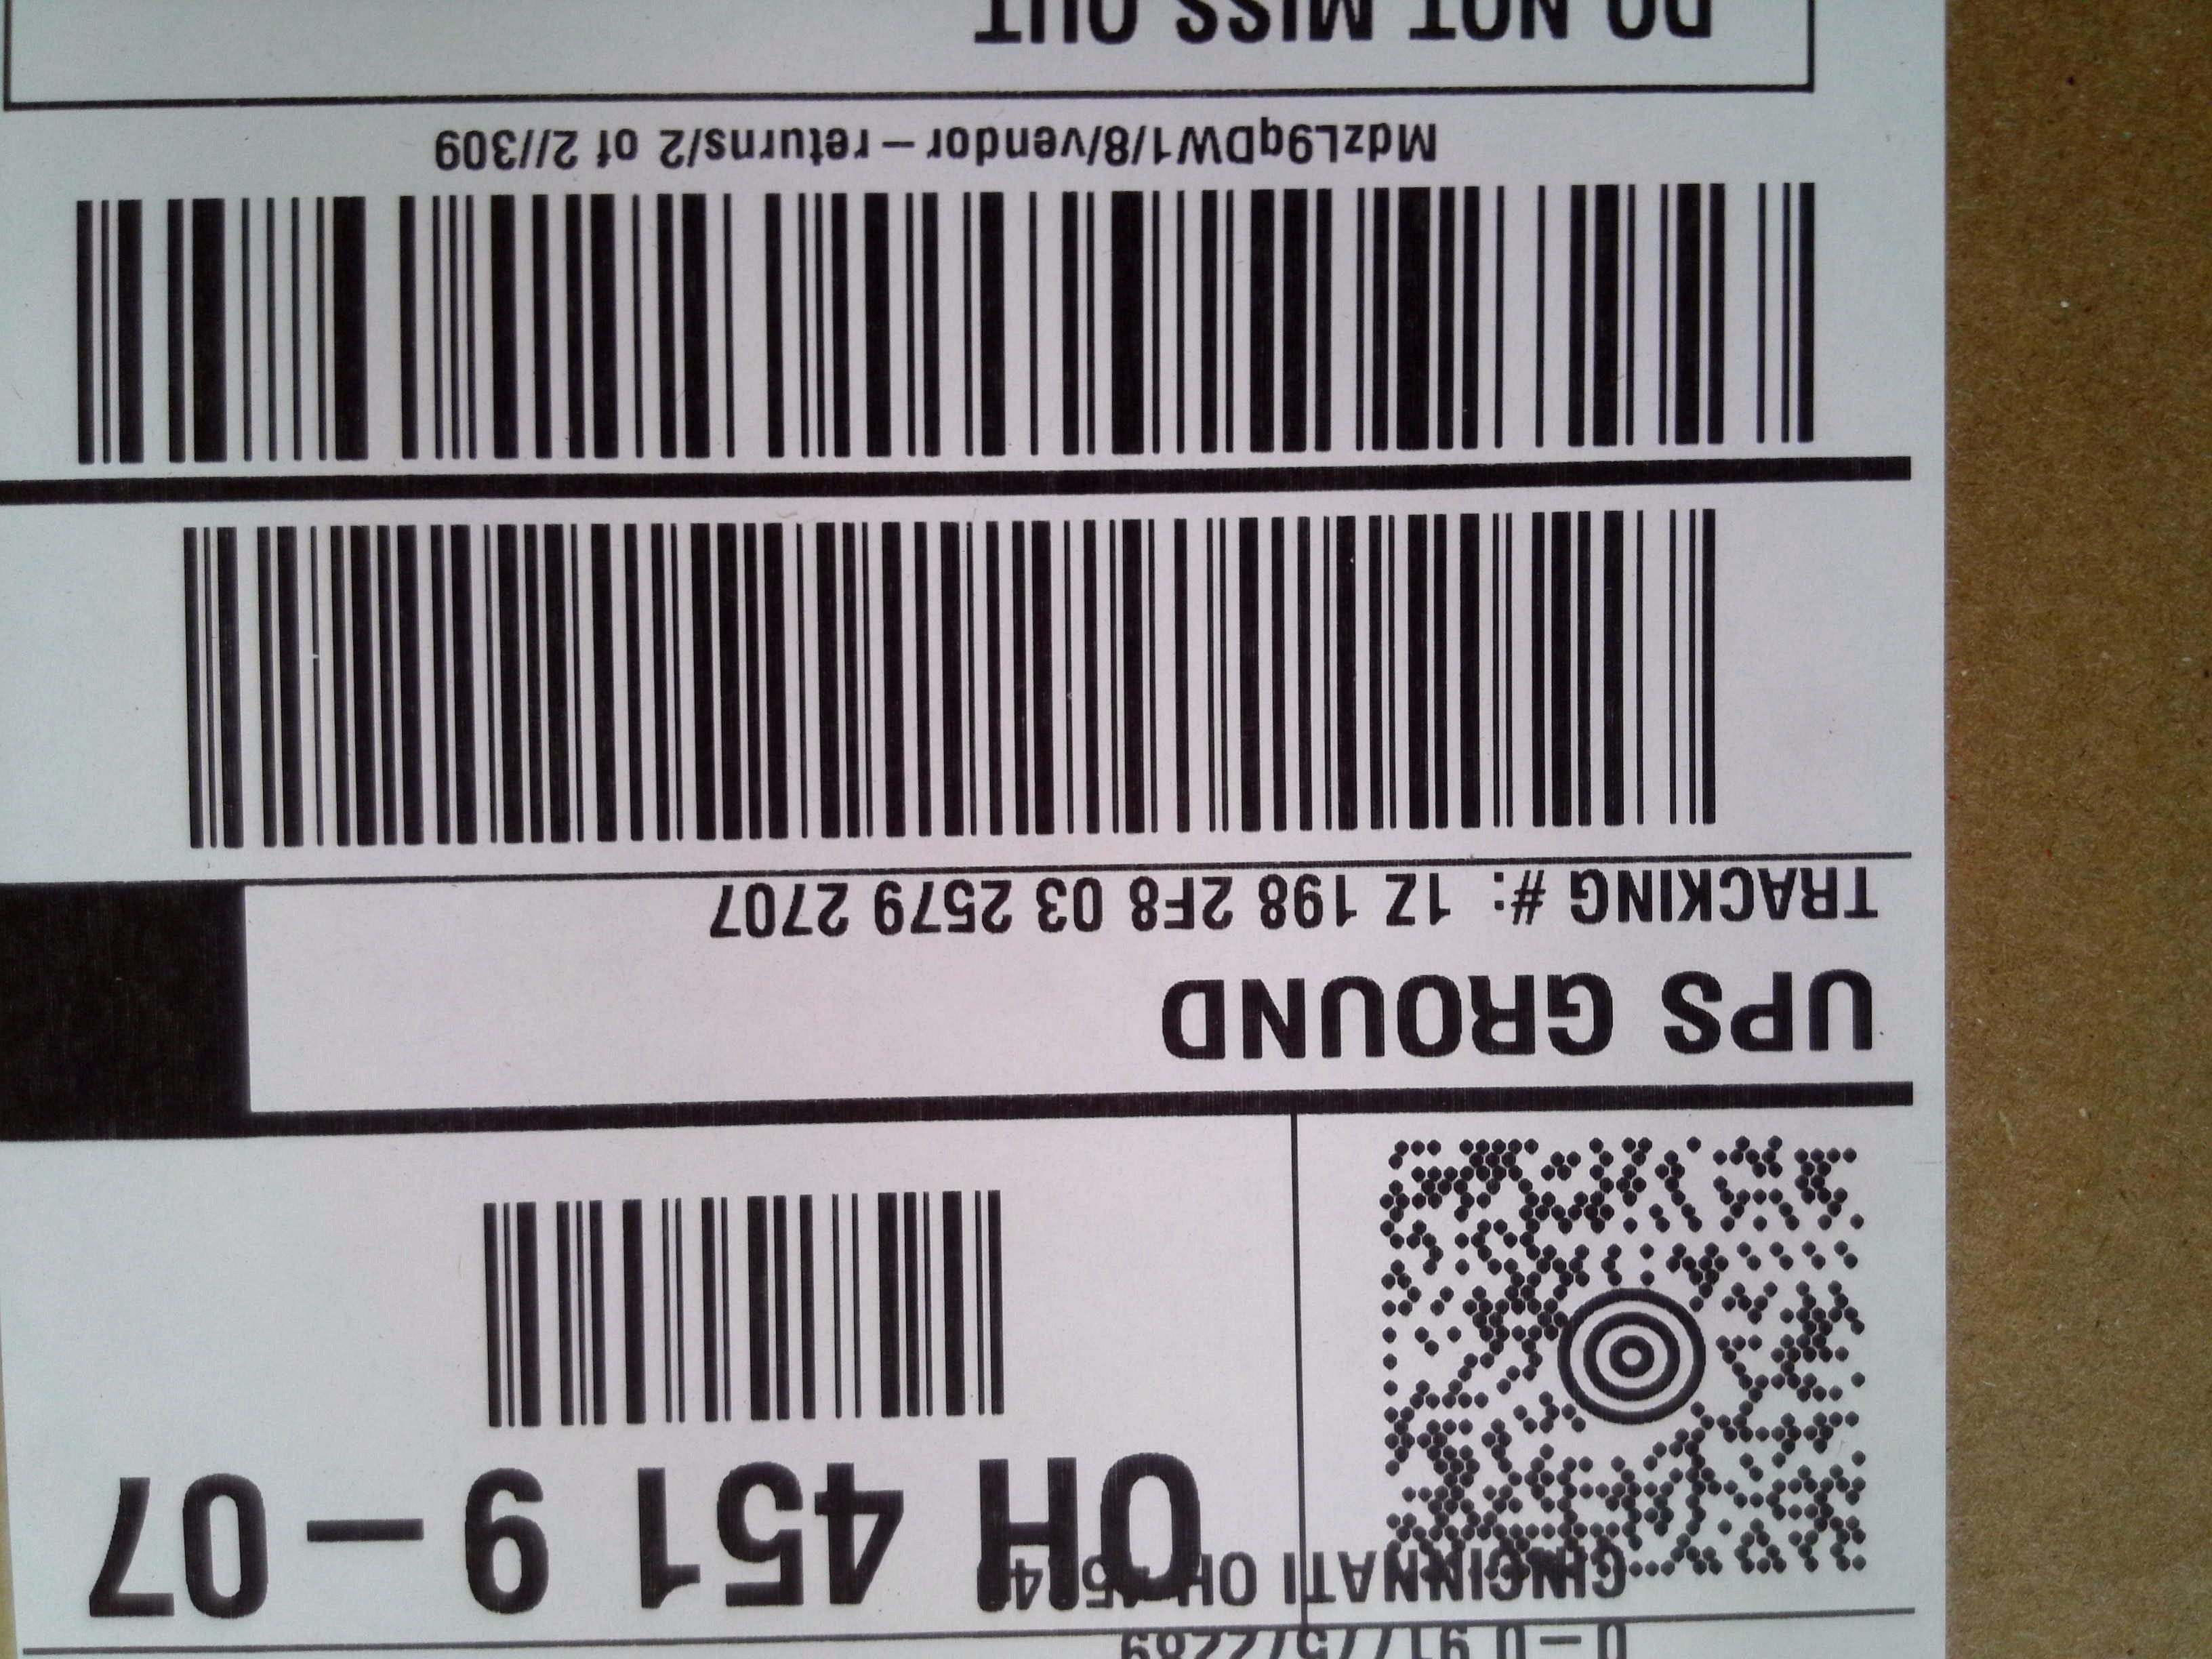 CINCINNATI OH
OH 451 9 – 07
UPS GROUND
TRACKING #: 1Z 198 2F8 03 2579 2707
MdzL9qDW1/8/vendor – returns/2 of 2//309
DO NOT MISS OUT